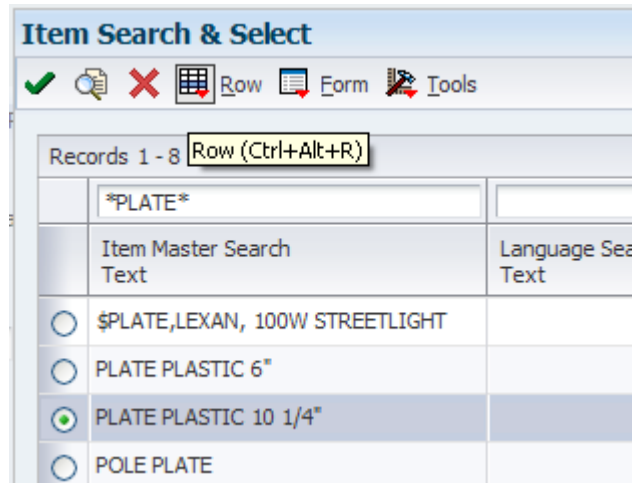 Item Search & Select
Row Form Tools
Row (Ctrl+Alt+R)
Records 1 - 8
*PLATE*
Item Master Search
Text
Language Sea
Text
$PLATE,LEXAN, 100W STREETLIGHT
PLATE PLASTIC 6"
PLATE PLASTIC 10 1/4"
POLE PLATE